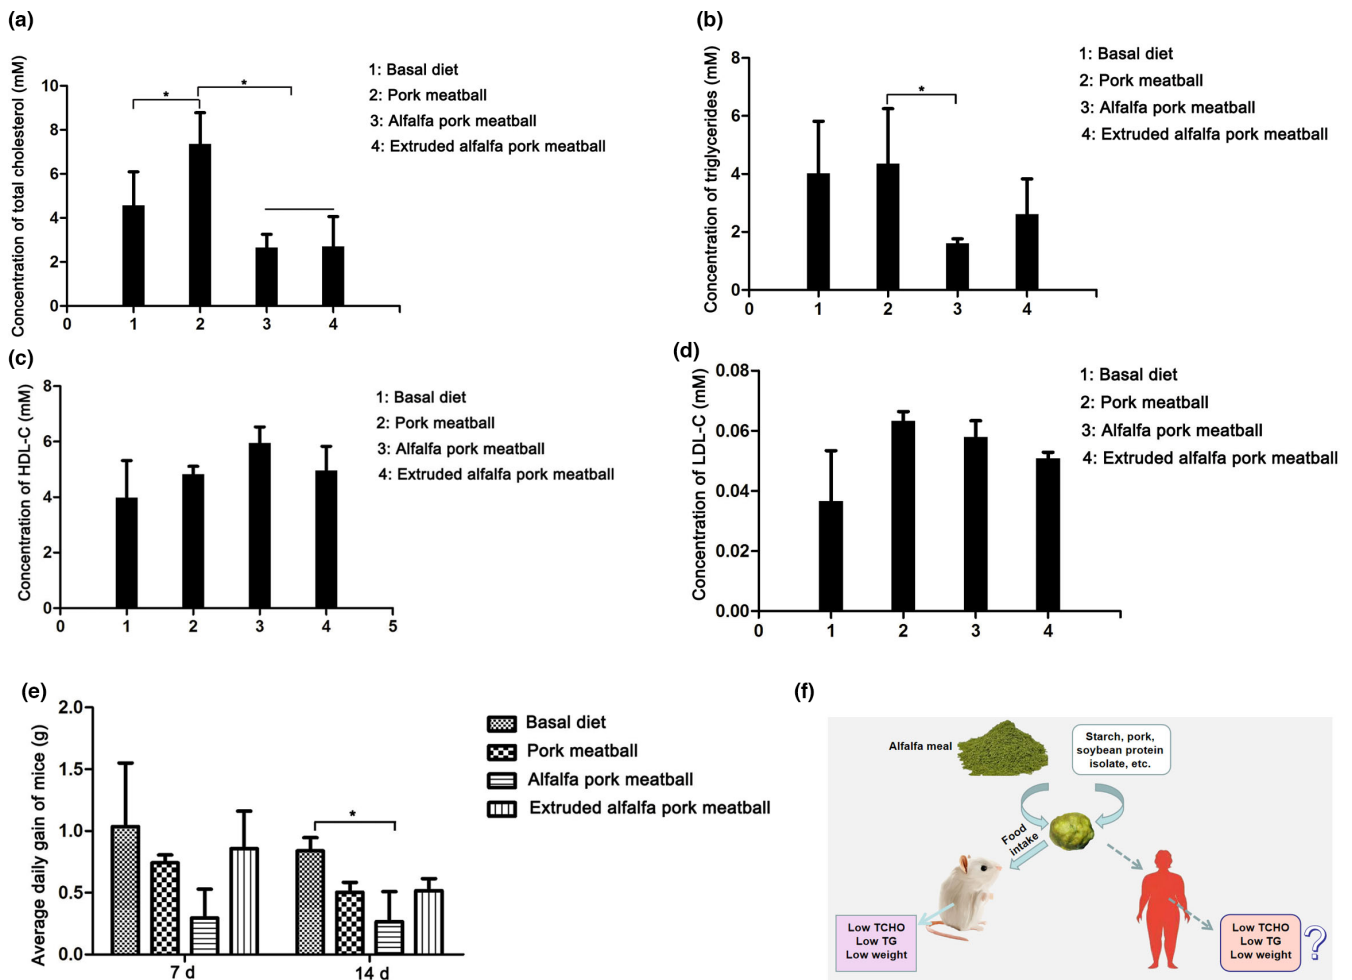 (a)
Concentration of total cholesterol (mM)
10
8
6
4
2
0
0 1 2 3 4
*
*
1: Basal diet
2: Pork meatball
3: Alfalfa pork meatball
4: Extruded alfalfa pork meatball
(b)
Concentration of triglycerides (mM)
8
6
4
2
0
0 1 2 3 4
*
1: Basal diet
2: Pork meatball
3: Alfalfa pork meatball
4: Extruded alfalfa pork meatball
(c)
Concentration of HDL-C (mM)
8
6
4
2
0
0 1 2 3 4 5
1: Basal diet
2: Pork meatball
3: Alfalfa pork meatball
4: Extruded alfalfa pork meatball
(d)
Concentration of LDL-C (mM)
0.08
0.06
0.04
0.02
0.00
0 1 2 3 4
1: Basal diet
2: Pork meatball
3: Alfalfa pork meatball
4: Extruded alfalfa pork meatball
(e)
Average daily gain of mice (g)
2.0
1.5
1.0
0.5
0.0
7 d 14 d
*
Basal diet
Pork meatball
Alfalfa pork meatball
Extruded alfalfa pork meatball
(f)
Alfalfa meal
Starch, pork,
soybean protein
isolate, etc.
Food
intake
Low TCHO
Low TG
Low weight
Low TCHO
Low TG
Low weight
?